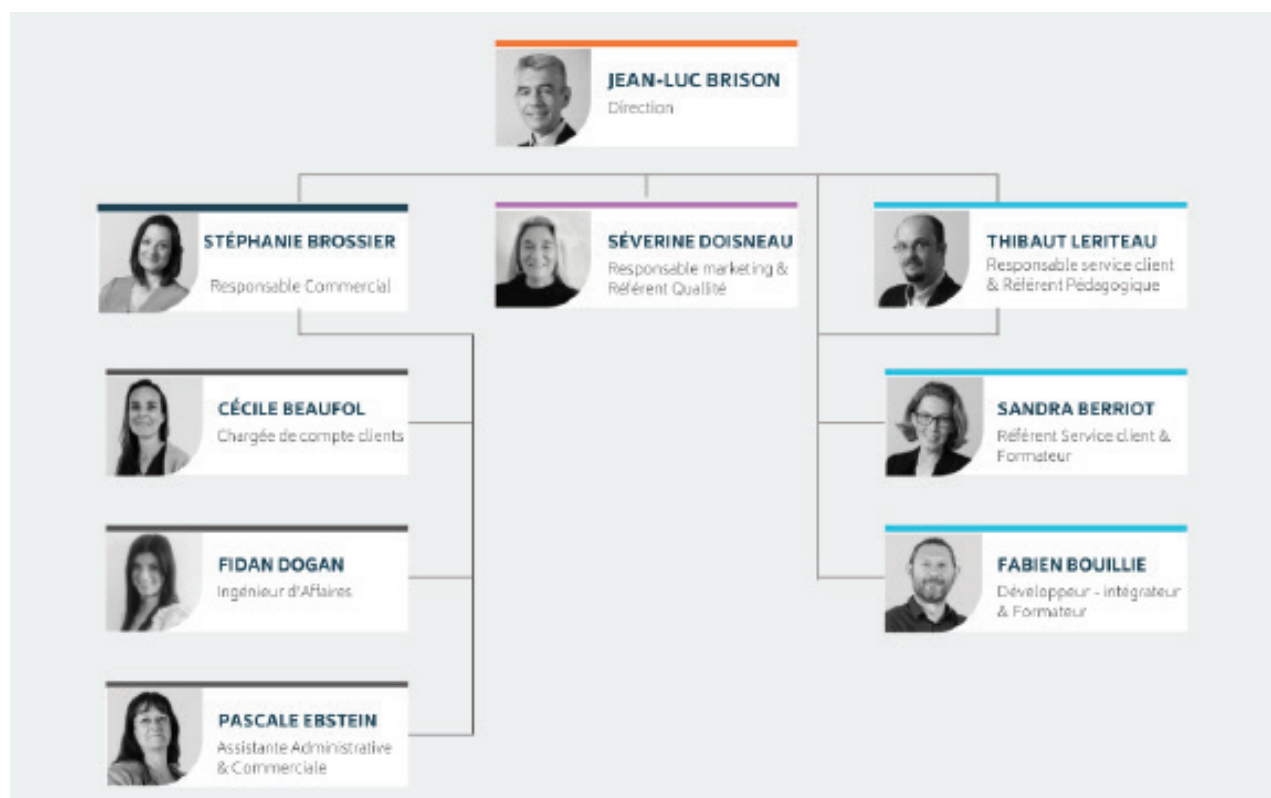 JEAN-LUC BRISON
Direction
STÉPHANIE BROSSIER
Responsable Commercial
SÉVERINE DOISNEAU
Responsable marketing &
Référent Quallité
THIBAUT LERITEAU
Responsable service client
& Référent Pédagogique
CÉCILE BEAUFOL
Chargée de compte clients
SANDRA BERRIOT
Référent Service client &
Formateur
FIDAN DOGAN
Ingénieur d'Affaires
FABIEN BOUILLIE
Développeur - intégrateur
& Formateur
PASCALE EBSTEIN
Assistante Administrative
& Commerciale